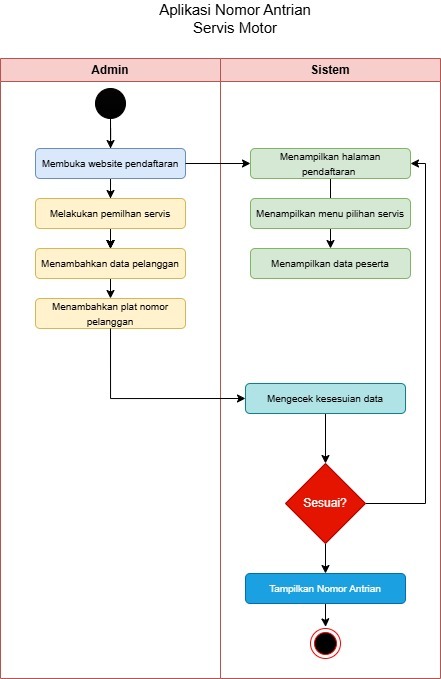 Aplikasi Nomor Antrian
Servis Motor
Admin
Sistem
Membuka website pendaftaran
Menampilkan halaman
pendaftaran
Melakukan pemilhan servis
Menampilkan menu pilihan servis
Menambahkan data pelanggan
Menampilkan data peserta
Menambahkan plat nomor
pelanggan
Mengecek kesesuian data
Sesuai?
Tampilkan Nomor Antrian